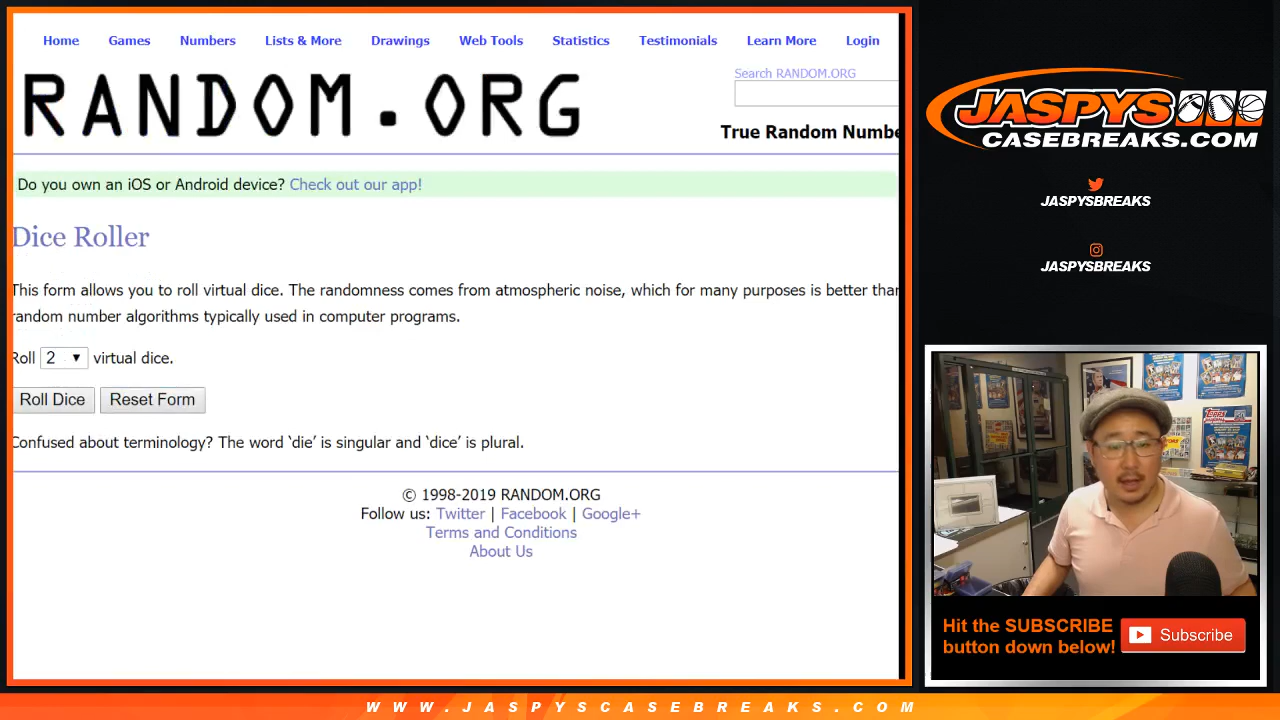 Home Games Numbers Lists & More Drawings Web Tools Statistics Testimonials Learn More Login
RANDOM.ORG
Search RANDOM.ORG
True Random Numbe
Do you own an iOS or Android device? Check out our app!
Dice Roller
This form allows you to roll virtual dice. The randomness comes from atmospheric noise, which for many purposes is better than
random number algorithms typically used in computer programs.
Roll 2 virtual dice.
Roll Dice Reset Form
Confused about terminology? The word ‘die’ is singular and ‘dice’ is plural.
© 1998-2019 RANDOM.ORG
Follow us: Twitter | Facebook | Google+
Terms and Conditions
About Us
JASPYS
CASEBREAKS.COM
JASPYSBREAKS
JASPYSBREAKS
TOPPS
Hit the SUBSCRIBE
button down below!
Subscribe
WWW.JASPYSCASEBREAKS.COM